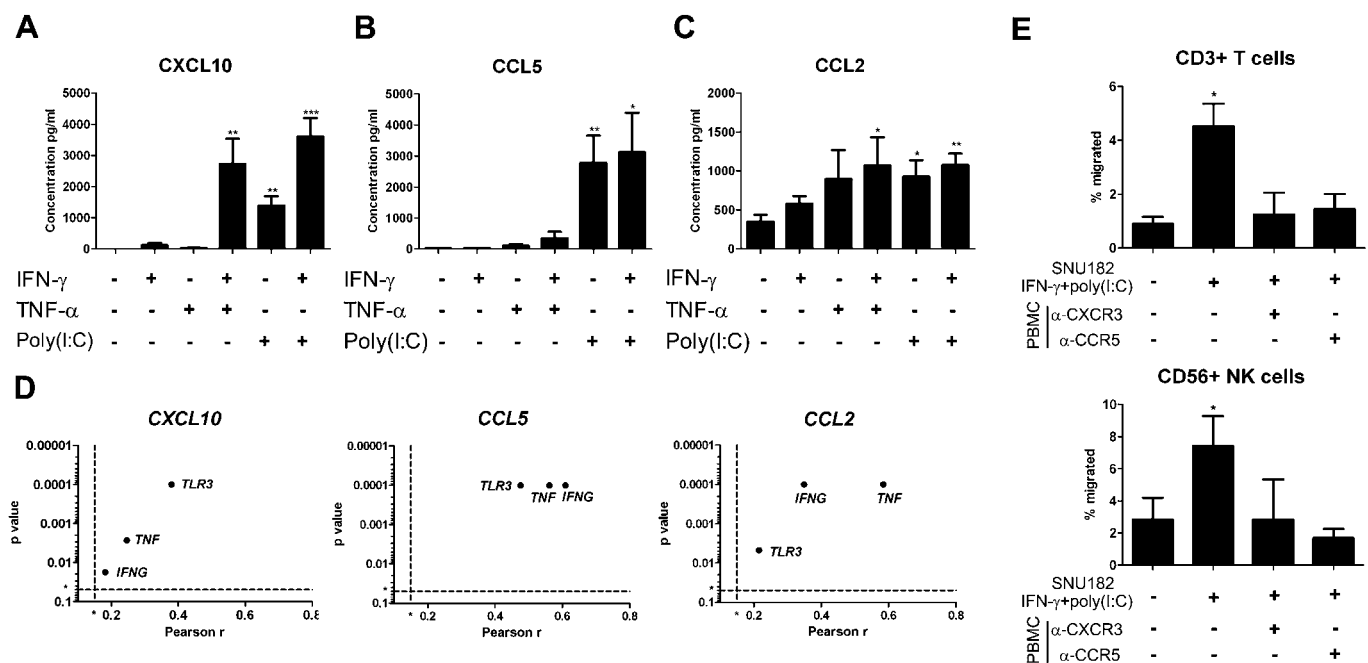 A
CXCL10
Concentration pg/ml
5000
4000
3000
2000
1000
0
** ** ***
IFN-γ - + - + - +
TNF-α - - + + - -
Poly(I:C) - - - - + +
B
CCL5
Concentration pg/ml
5000
4000
3000
2000
1000
0
** *
IFN-γ - + - + - +
TNF-α - - + + - -
Poly(I:C) - - - - + +
C
CCL2
Concentration pg/ml
2000
1500
1000
500
0
* * **
IFN-γ - + - + - +
TNF-α - - + + - -
Poly(I:C) - - - - + +
D
CXCL10
p value
0.00001
0.0001
0.001
0.01
*
0.1
TLR3
TNF
IFNG
* 0.2 0.4 0.6 0.8
Pearson r
CCL5
p value
0.00001
0.0001
0.001
0.01
*
0.1
TLR3
TNF IFNG
* 0.2 0.4 0.6 0.8
Pearson r
CCL2
p value
0.00001
0.0001
0.001
0.01
*
0.1
IFNG TNF
TLR3
* 0.2 0.4 0.6 0.8
Pearson r
E
CD3+ T cells
% migrated
6
4
2
0
*
SNU182
IFN-γ+poly(I:C) - + + +
PBMC
α-CXCR3 - - + -
α-CCR5 - - - +
CD56+ NK cells
% migrated
10
8
6
4
2
0
*
SNU182
IFN-γ+poly(I:C) - + + +
PBMC
α-CXCR3 - - + -
α-CCR5 - - - +